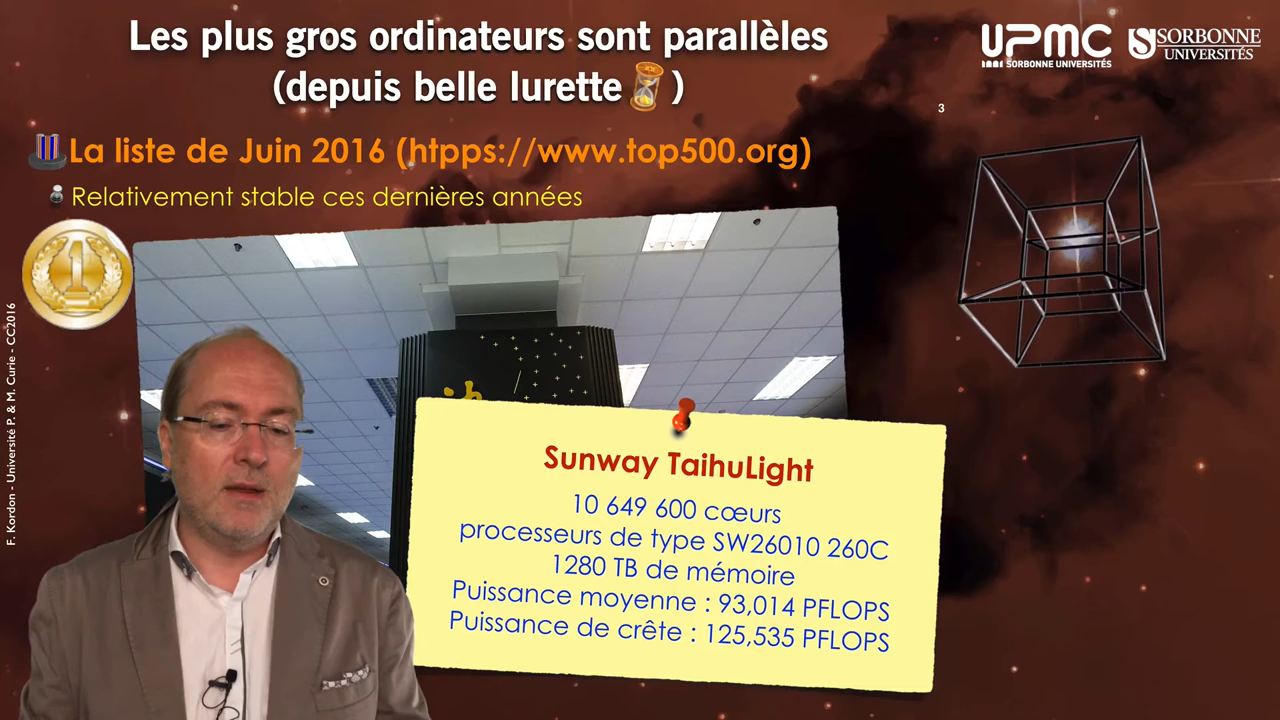 Les plus gros ordinateurs sont parallèles
(depuis belle lurette )
UPMC
SORBONNE UNIVERSITÉS
SORBONNE
UNIVERSITÉS
3
La liste de Juin 2016 (htpps://www.top500.org)
Relativement stable ces dernières années
1
Sunway TaihuLight
10 649 600 cœurs
processeurs de type SW26010 260C
1280 TB de mémoire
Puissance moyenne : 93,014 PFLOPS
Puissance de crête : 125,535 PFLOPS
F. Kordon - Université P. & M. Curie - CC2016